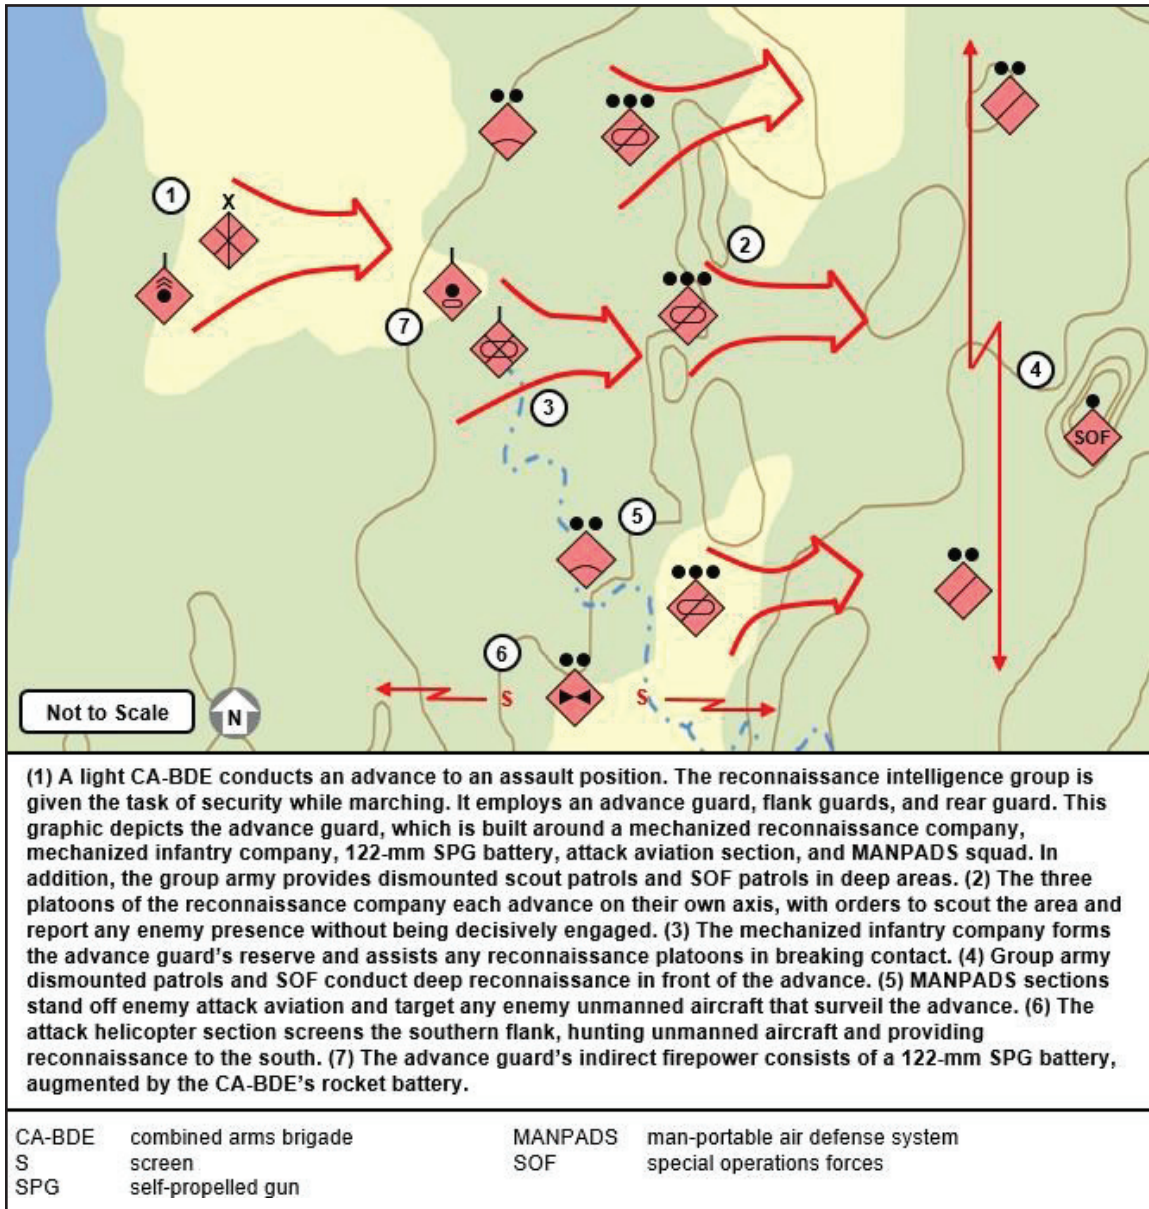 1
X
2
7
3
4
SOF
5
6
S
S
Not to Scale
N
(1) A light CA-BDE conducts an advance to an assault position. The reconnaissance intelligence group is
given the task of security while marching. It employs an advance guard, flank guards, and rear guard. This
graphic depicts the advance guard, which is built around a mechanized reconnaissance company,
mechanized infantry company, 122-mm SPG battery, attack aviation section, and MANPADS squad. In
addition, the group army provides dismounted scout patrols and SOF patrols in deep areas. (2) The three
platoons of the reconnaissance company each advance on their own axis, with orders to scout the area and
report any enemy presence without being decisively engaged. (3) The mechanized infantry company forms
the advance guard's reserve and assists any reconnaissance platoons in breaking contact. (4) Group army
dismounted patrols and SOF conduct deep reconnaissance in front of the advance. (5) MANPADS sections
stand off enemy attack aviation and target any enemy unmanned aircraft that surveil the advance. (6) The
attack helicopter section screens the southern flank, hunting unmanned aircraft and providing
reconnaissance to the south. (7) The advance guard's indirect firepower consists of a 122-mm SPG battery,
augmented by the CA-BDE's rocket battery.
CA-BDE combined arms brigade
S screen
SPG self-propelled gun
MANPADS man-portable air defense system
SOF special operations forces